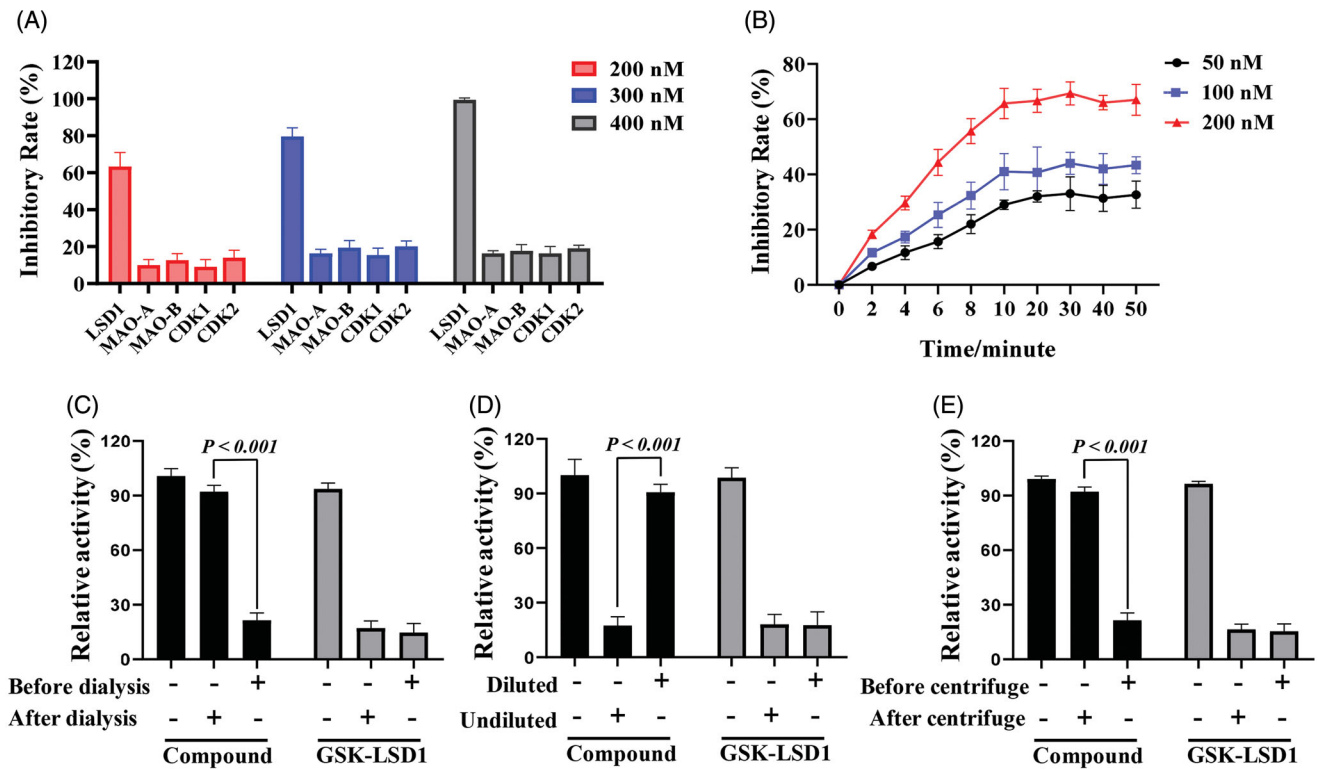 (A)
Inhibitory Rate (%)
120
100
80
60
40
20
0
200 nM
300 nM
400 nM
LSD1 MAO-A MAO-B CDK1 CDK2 LSD1 MAO-A MAO-B CDK1 CDK2 LSD1 MAO-A MAO-B CDK1 CDK2
(B)
Inhibitory Rate (%)
80
60
40
20
0
50 nM
100 nM
200 nM
0 2 4 6 8 10 20 30 40 50
Time/minute
(C)
Relative activity (%)
120
90
60
30
0
P < 0.001
Before dialysis - - + - - +
After dialysis - + - - + -
Compound GSK-LSD1
(D)
Relative activity (%)
120
90
60
30
0
P < 0.001
Diluted - - + - - +
Undiluted - + - - + -
Compound GSK-LSD1
(E)
Relative activity (%)
120
90
60
30
0
P < 0.001
Before centrifuge - - + - - +
After centrifuge - + - - + -
Compound GSK-LSD1